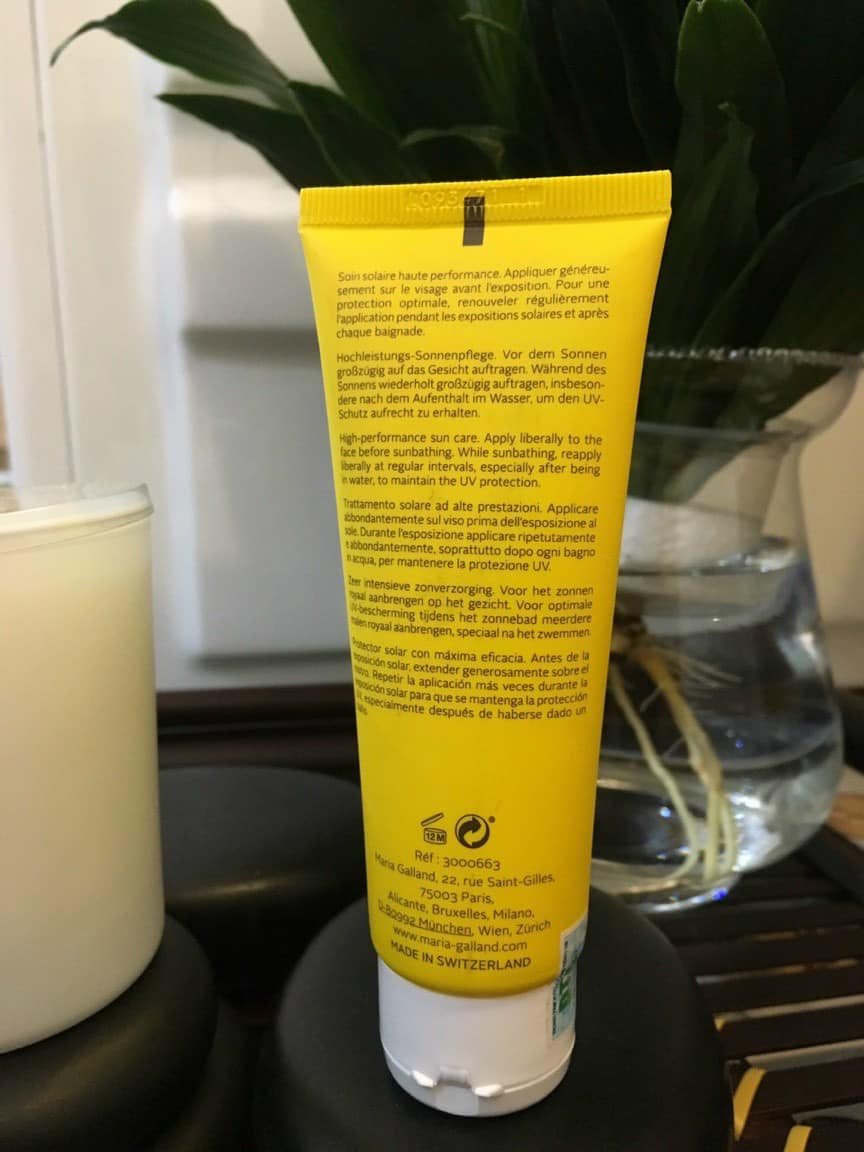 Soin solaire haute performance. Appliquer généreu-
sement sur le visage avant l'exposition. Pour une
protection optimale, renouveler régulièrement
l'application pendant les expositions solaires et après
chaque baignade.
Hochleistungs-Sonnenpflege. Vor dem Sonnen
großzügig auf das Gesicht auftragen. Während des
Sonnens wiederholt großzügig auftragen, insbeson-
dere nach dem Aufenthalt im Wasser, um den UV-
Schutz aufrecht zu erhalten.
High-performance sun care. Apply liberally to the
face before sunbathing. While sunbathing, reapply
liberally at regular intervals, especially after being
in water, to maintain the UV protection.
Trattamento solare ad alte prestazioni. Applicare
abbondantemente sul viso prima dell'esposizione al
sole. Durante l'esposizione applicare ripetutamente
e abbondantemente, soprattutto dopo ogni bagno
in acqua, per mantenere la protezione UV.
Zeer intensieve zonverzorging. Voor het zonnen
royaal aanbrengen op het gezicht. Voor optimale
UV-bescherming tijdens het zonnebad meerdere
malen royaal aanbrengen, speciaal na het zwemmen.
Protector solar con máxima eficacia. Antes de la
exposición solar, extender generosamente sobre el
rostro. Repetir la aplicación más veces durante la
exposición solar para que se mantenga la protección
UV, especialmente después de haberse dado un
baño.
12M
Réf : 3000663
Maria Galland, 22, rue Saint-Gilles,
75003 Paris,
Alicante, Bruxelles, Milano,
D-80992 München, Wien, Zürich
www.maria-galland.com
MADE IN SWITZERLAND